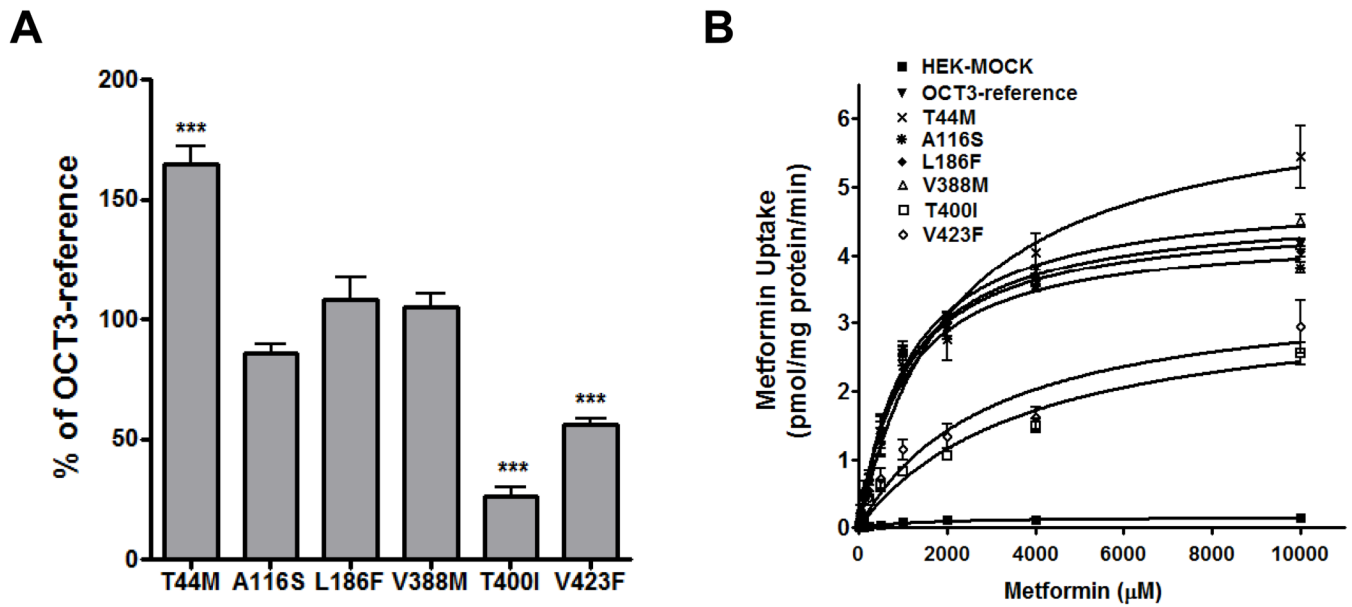 A
% of OCT3-reference
200
150
100
50
0
***
***
***
T44M A116S L186F V388M T400I V423F
B
HEK-MOCK
OCT3-reference
T44M
A116S
L186F
V388M
T400I
V423F
Metformin Uptake
(pmol/mg protein/min)
6
5
4
3
2
1
0
0 2000 4000 6000 8000 10000
Metformin (μM)